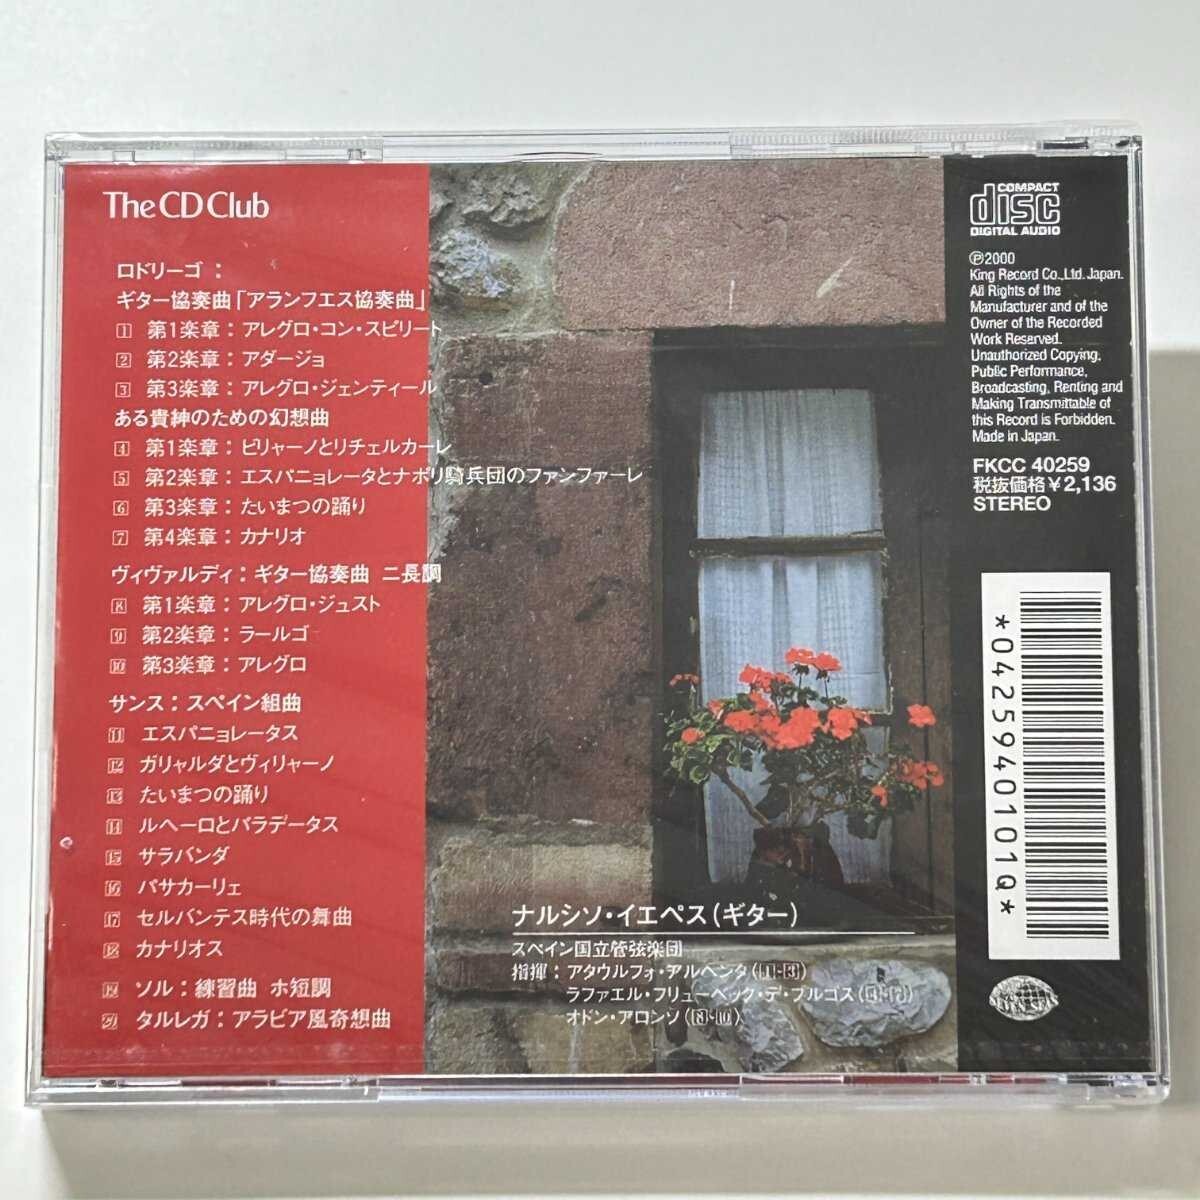 The CD Club
ロドリーゴ：
ギター協奏曲「アランフエス協奏曲」
1 第1楽章：アレグロ・コン・スピリート
2 第2楽章：アダージョ
3 第3楽章：アレグロ・ジェンティール
ある貴紳のための幻想曲
4 第1楽章：ビリャーノとリチェルカーレ
5 第2楽章：エスパニョレータとナポリ騎兵団のファンファーレ
6 第3楽章：たいまつの踊り
7 第4楽章：カナリオ
ヴィヴァルディ：ギター協奏曲 ニ長調
8 第1楽章：アレグロ・ジュスト
9 第2楽章：ラールゴ
10 第3楽章：アレグロ
サンス：スペイン組曲
11 エスパニョレータス
12 ガリャルダとヴィリャーノ
13 たいまつの踊り
14 ルヘーロとパラデータス
15 サラバンダ
16 パサカーリェ
17 セルバンテス時代の舞曲
18 カナリオス
19 ソル：練習曲 ホ短調
20 タルレガ：アラビア風奇想曲
ナルシソ・イエペス（ギター）
スペイン国立管弦楽団
指揮：アタウルフォ・アルヘンタ（1-3）
ラファエル・フリューベック・デ・ブルゴス（4-7）
オドン・アロンソ（8-10）
COMPACT
disc
DIGITAL AUDIO
Ⓟ2000
King Record Co.,Ltd. Japan.
All Rights of the
Manufacturer and of the
Owner of the Recorded
Work Reserved.
Unauthorized Copying,
Public Performance,
Broadcasting, Renting and
Making Transmittable of
this Record is Forbidden.
Made in Japan.
FKCC 40259
税抜価格￥2,136
STEREO
*0425940101Q*